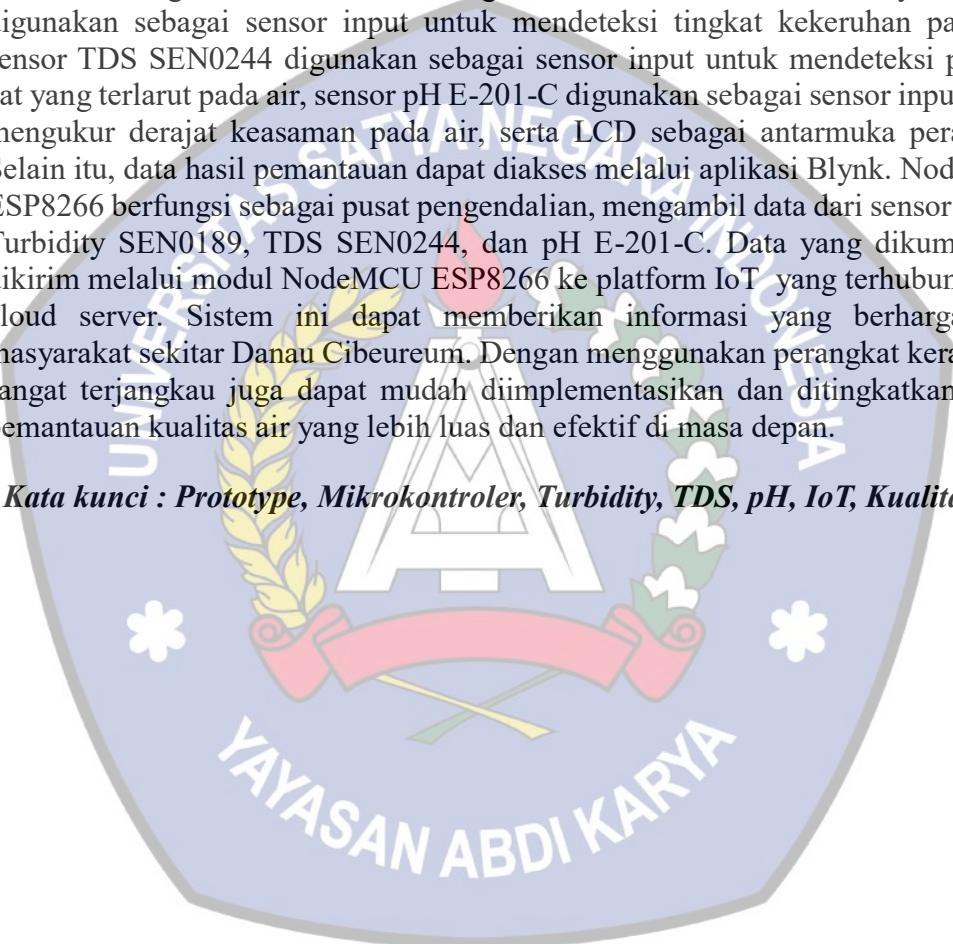 digunakan sebagai sensor input untuk mendeteksi tingkat kekeruhan pa
sensor TDS SEN0244 digunakan sebagai sensor input untuk mendeteksi p
at yang terlarut pada air, sensor pH E-201-C digunakan sebagai sensor inpu
mengukur derajat keasaman pada air, serta LCD sebagai antarmuka pera
Selain itu, data hasil pemantauan dapat diakses melalui aplikasi Blynk. Nod
ESP8266 berfungsi sebagai pusat pengendalian, mengambil data dari sensor
Turbidity SEN0189, TDS SEN0244, dan pH E-201-C. Data yang dikum
dikirim melalui modul NodeMCU ESP8266 ke platform IoT yang terhubun
cloud server. Sistem ini dapat memberikan informasi yang berharga
masyarakat sekitar Danau Cibeureum. Dengan menggunakan perangkat kera
sangat terjangkau juga dapat mudah diimplementasikan dan ditingkatkan
pemantauan kualitas air yang lebih luas dan efektif di masa depan.
Kata kunci : Prototype, Mikrokontroler, Turbidity, TDS, pH, IoT, Kualita
UNIVERSITAS SATYA NEGARA INDONESIA
YAYASAN ABDI KARYA